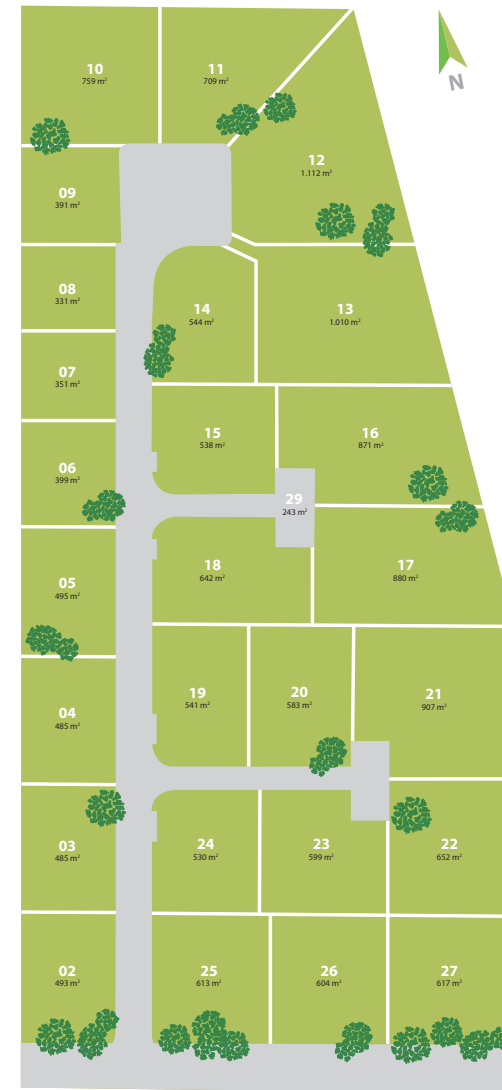 N
10
759 m²
11
709 m²
12
1.112 m²
09
391 m²
08
331 m²
14
544 m²
13
1.010 m²
07
351 m²
15
538 m²
16
871 m²
06
399 m²
29
243 m²
18
642 m²
17
880 m²
05
495 m²
04
485 m²
19
541 m²
20
583 m²
21
907 m²
03
485 m²
24
530 m²
23
599 m²
22
652 m²
02
493 m²
25
613 m²
26
604 m²
27
617 m²